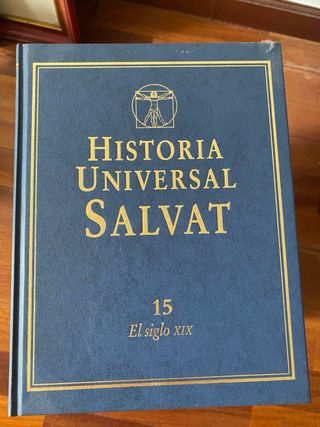 HISTORIA
UNIVERSAL
SALVAT
15
El siglo XIX